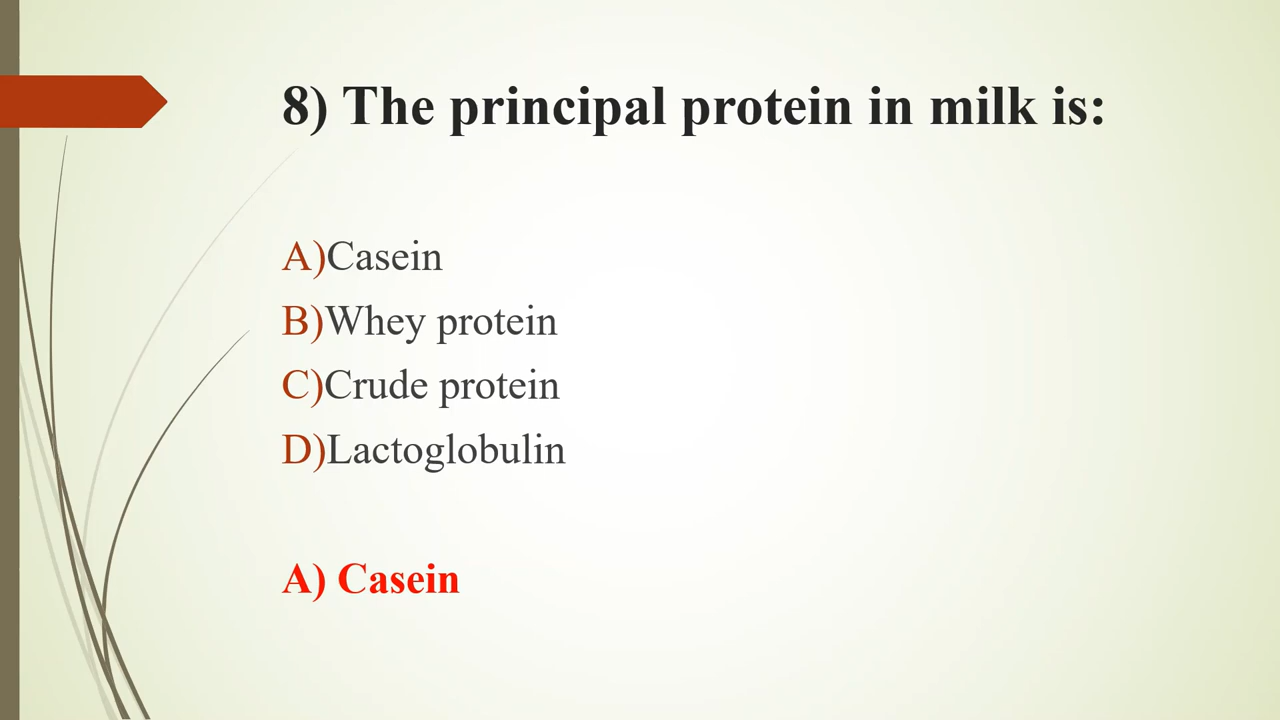 8) The principal protein in milk is:
A)Casein
B)Whey protein
C)Crude protein
D)Lactoglobulin
A) Casein